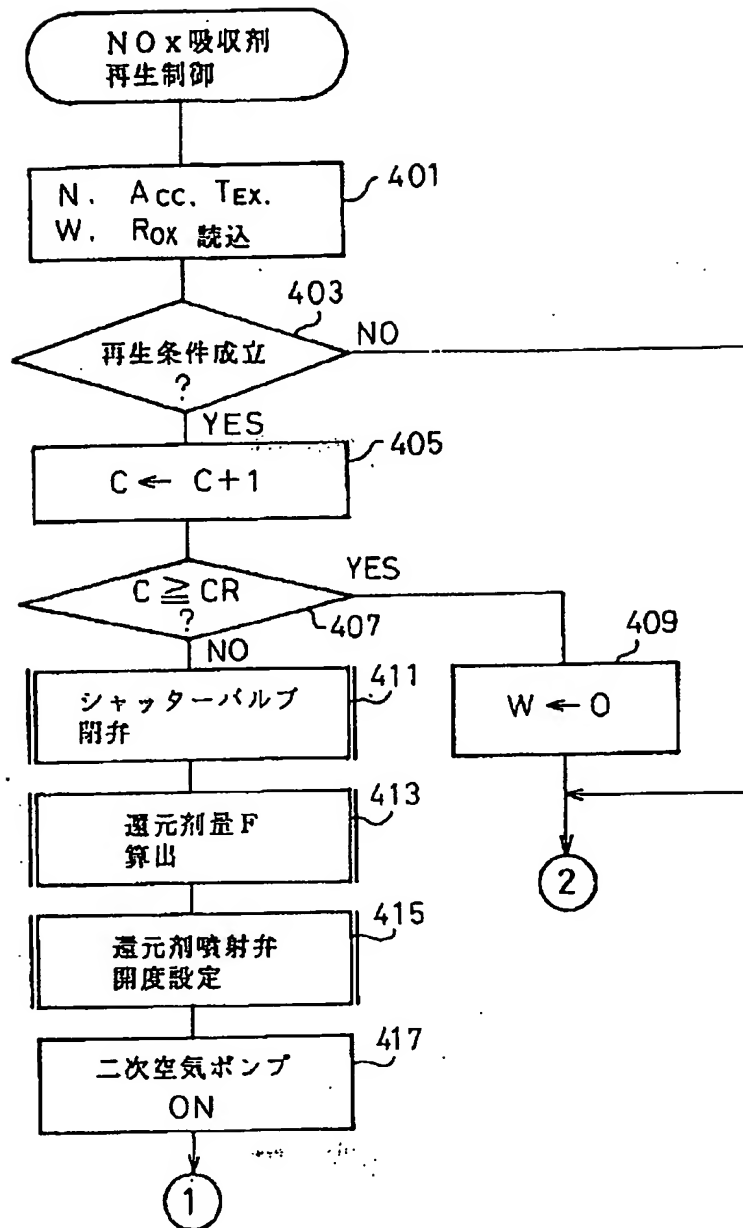 NOx吸収剤
再生制御
N. Acc. TEX.
W. ROX 読込
401
403
再生条件成立
?
NO
YES
405
C ← C+1
C ≧ CR
?
YES
407
NO
409
W ← 0
411
シャッターバルブ
閉弁
413
還元剤量F
算出
2
415
還元剤噴射弁
開度設定
417
二次空気ポンプ
ON
1